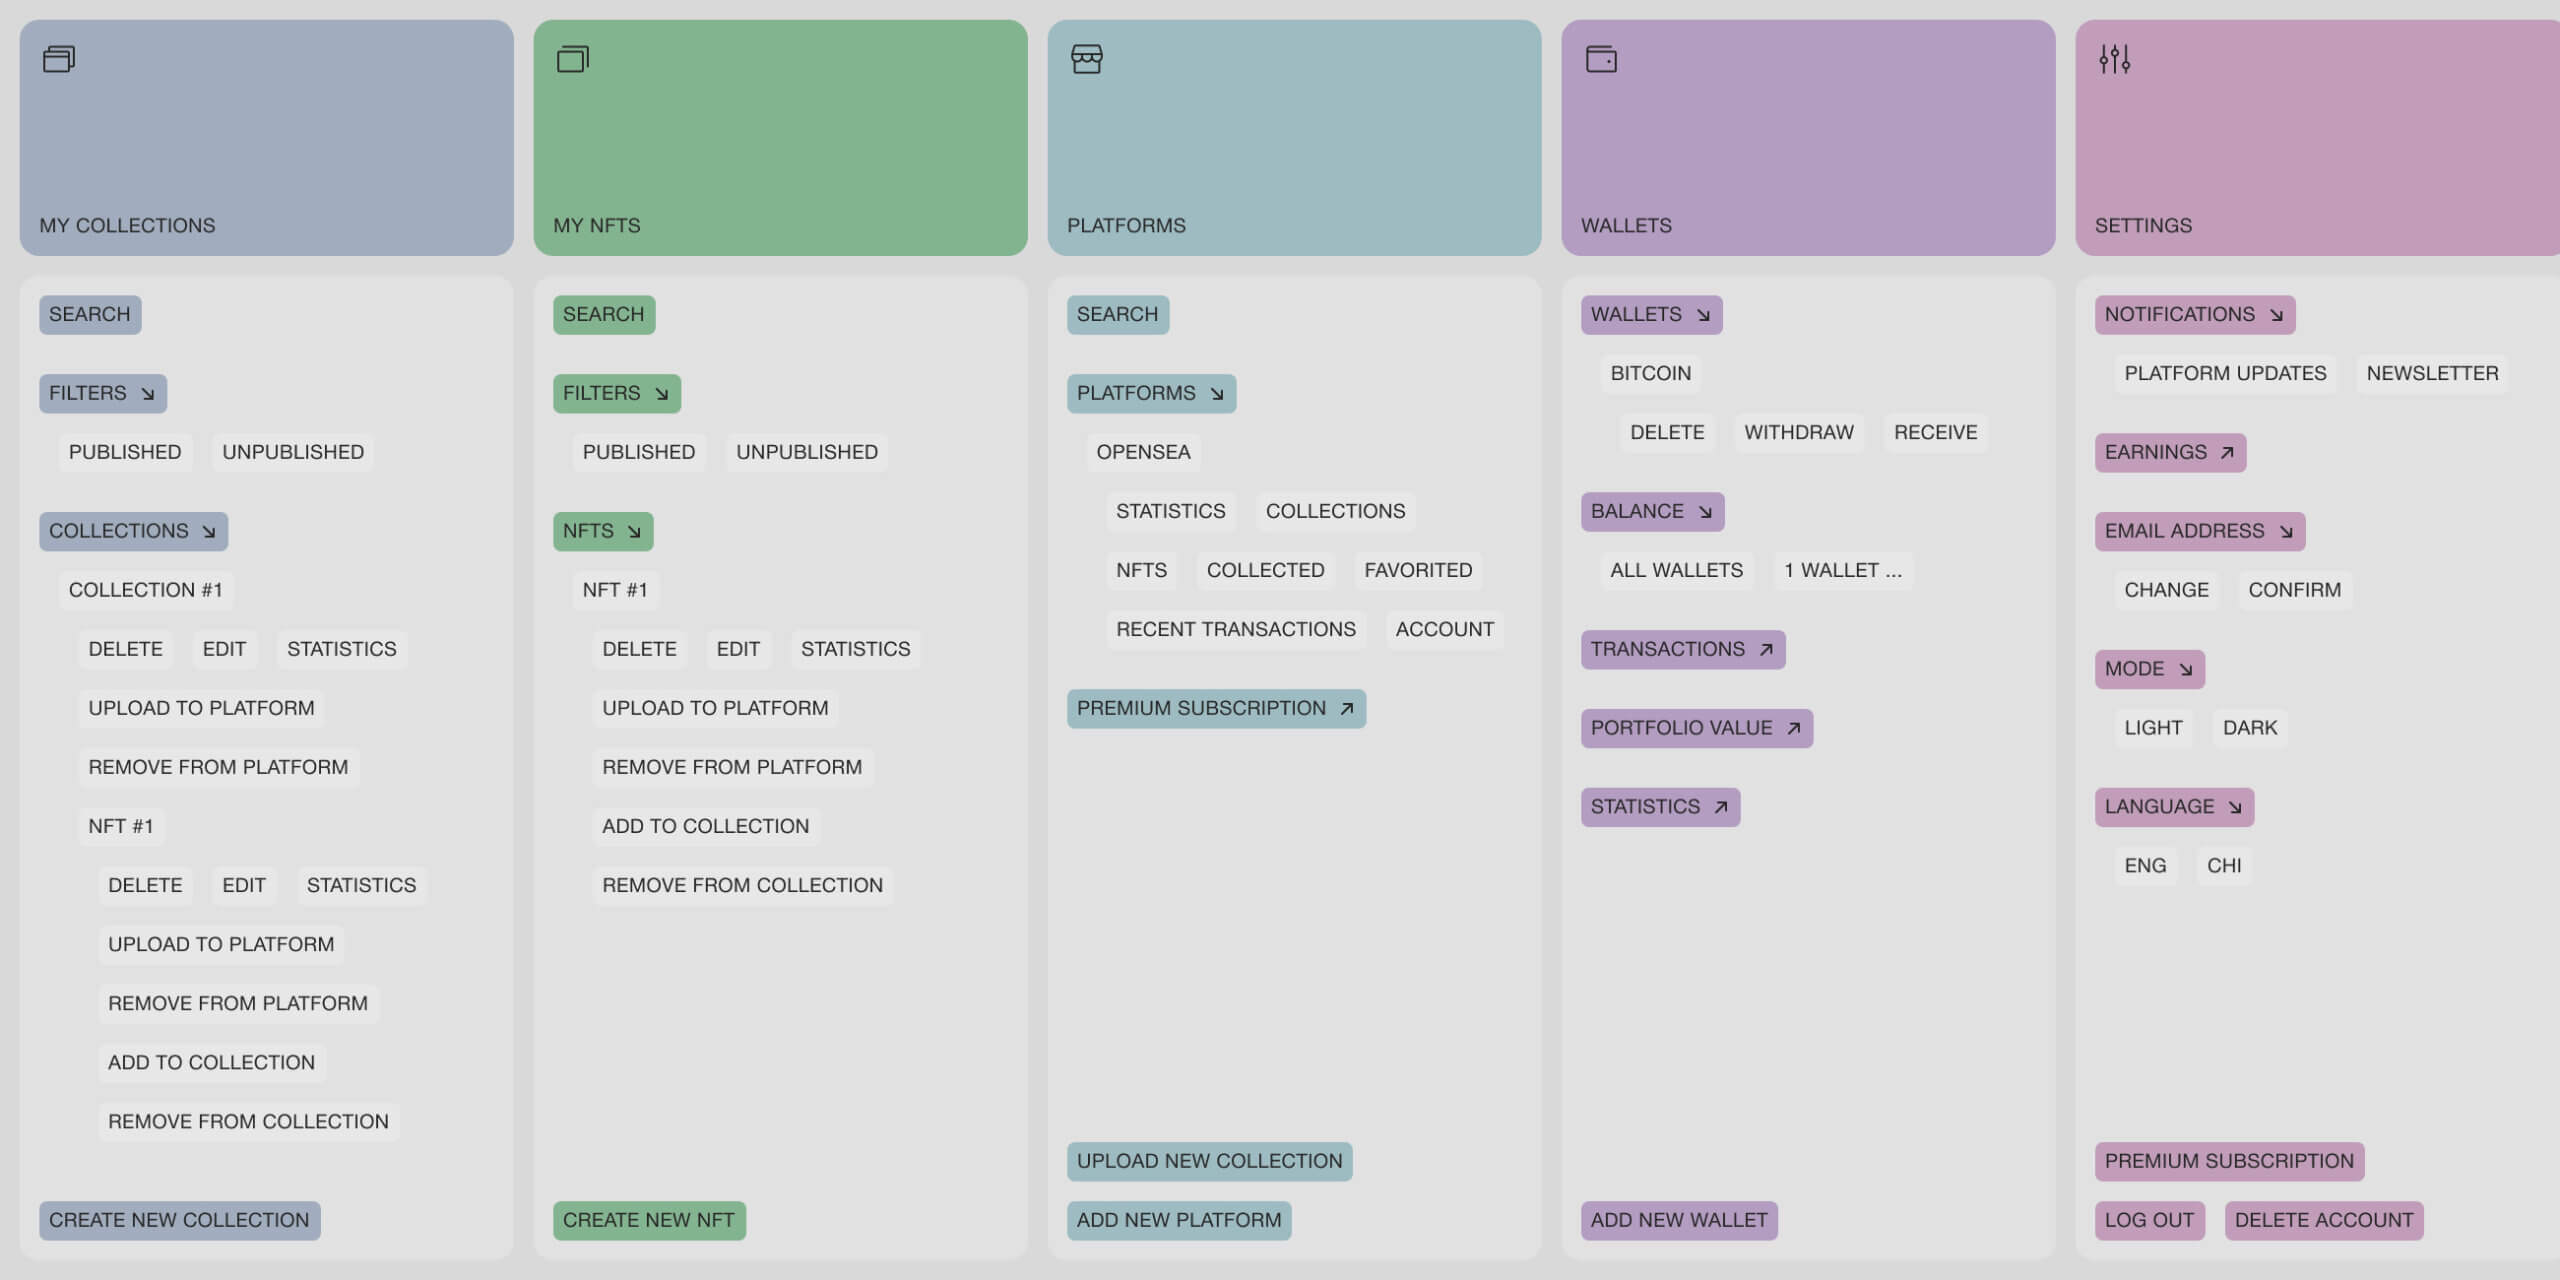 MY COLLECTIONS
SEARCH
FILTERS
PUBLISHED UNPUBLISHED
COLLECTIONS
COLLECTION #1
DELETE EDIT STATISTICS
UPLOAD TO PLATFORM
REMOVE FROM PLATFORM
NFT #1
DELETE EDIT STATISTICS
UPLOAD TO PLATFORM
REMOVE FROM PLATFORM
ADD TO COLLECTION
REMOVE FROM COLLECTION
CREATE NEW COLLECTION
MY NFTS
SEARCH
FILTERS
PUBLISHED UNPUBLISHED
NFTS
NFT #1
DELETE EDIT STATISTICS
UPLOAD TO PLATFORM
REMOVE FROM PLATFORM
ADD TO COLLECTION
REMOVE FROM COLLECTION
CREATE NEW NFT
PLATFORMS
SEARCH
PLATFORMS
OPENSEA
STATISTICS COLLECTIONS
NFTS COLLECTED FAVORITED
RECENT TRANSACTIONS ACCOUNT
PREMIUM SUBSCRIPTION
UPLOAD NEW COLLECTION
ADD NEW PLATFORM
WALLETS
WALLETS
BITCOIN
DELETE WITHDRAW RECEIVE
BALANCE
ALL WALLETS 1 WALLET ...
TRANSACTIONS
PORTFOLIO VALUE
STATISTICS
ADD NEW WALLET
SETTINGS
NOTIFICATIONS
PLATFORM UPDATES NEWSLETTER
EARNINGS
EMAIL ADDRESS
CHANGE CONFIRM
MODE
LIGHT DARK
LANGUAGE
ENG CHI
PREMIUM SUBSCRIPTION
LOG OUT DELETE ACCOUNT